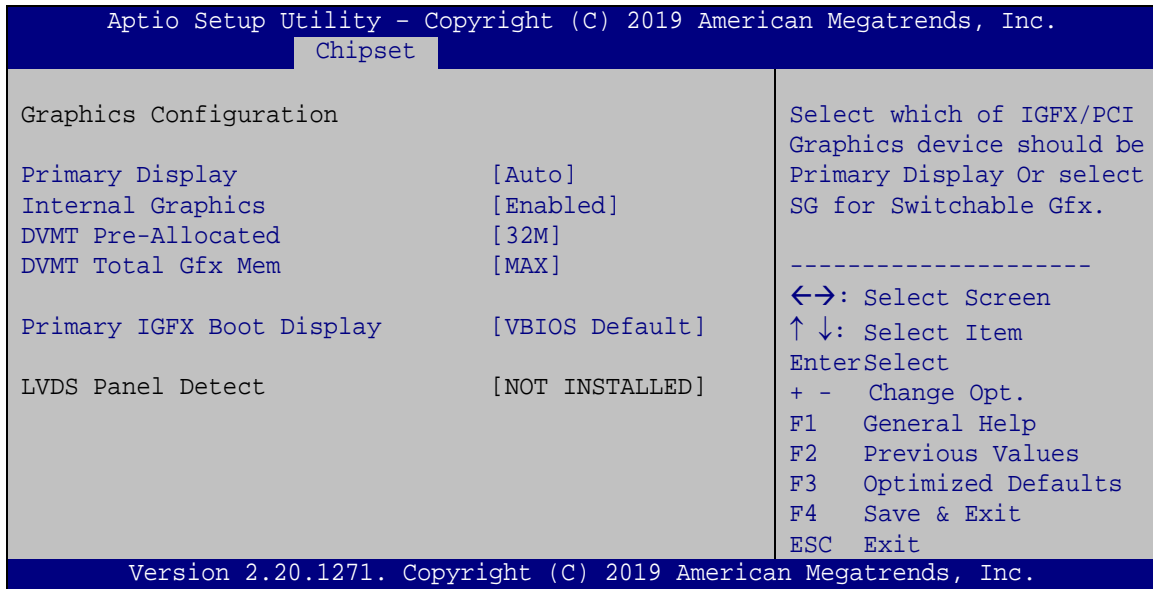 Aptio Setup Utility – Copyright (C) 2019 American Megatrends, Inc.
Chipset
Graphics Configuration
Primary Display [Auto]
Internal Graphics [Enabled]
DVMT Pre-Allocated [32M]
DVMT Total Gfx Mem [MAX]
Primary IGFX Boot Display [VBIOS Default]
LVDS Panel Detect [NOT INSTALLED]
Select which of IGFX/PCI
Graphics device should be
Primary Display Or select
SG for Switchable Gfx.
---------------------
←→: Select Screen
↑ ↓: Select Item
EnterSelect
+ - Change Opt.
F1 General Help
F2 Previous Values
F3 Optimized Defaults
F4 Save & Exit
ESC Exit
Version 2.20.1271. Copyright (C) 2019 American Megatrends, Inc.